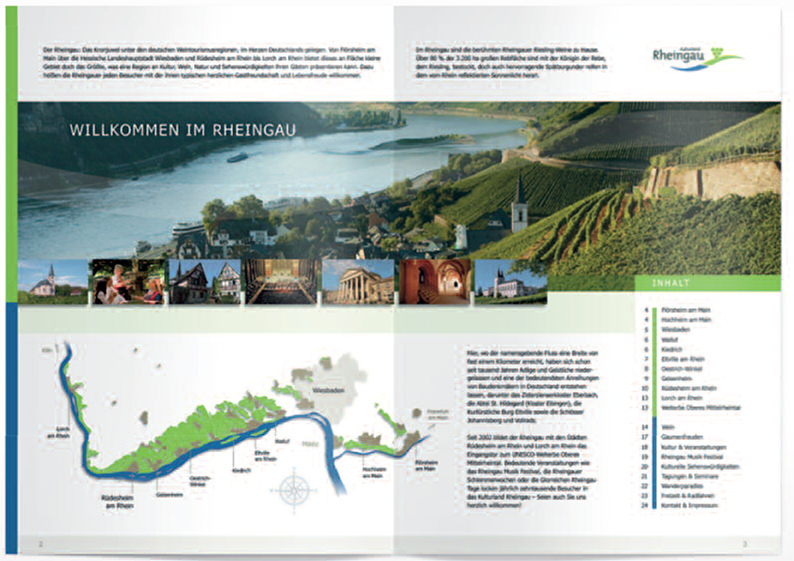 Der Rheingau: Das Kronjuwel unter den deutschen Weintourismusregionen, im Herzen Deutschlands gelegen. Von Flörsheim am
Main über die Hessische Landeshauptstadt Wiesbaden und Rüdesheim am Rhein bis Lorch am Rhein bietet dieses an Fläche kleine
Gebiet doch das Größte, was eine Region an Kultur, Wein, Natur und Sehenswürdigkeiten ihren Gästen präsentieren kann. Dazu
heißen die Rheingauer jeden Besucher mit der ihnen typischen herzlichen Gastfreundschaft und Lebensfreude willkommen.
Im Rheingau sind die berühmten Rheingauer Riesling-Weine zu Hause.
Über 80 % der 3.200 ha großen Rebfläche sind mit der Königin der Rebe,
dem Riesling, bestockt, doch auch hervorragende Spätburgunder reifen in
dem vom Rhein reflektierten Sonnenlicht heran.
Kulturland
Rheingau
WILLKOMMEN IM RHEINGAU
INHALT
4 Flörsheim am Main
4 Hochheim am Main
5 Wiesbaden
6 Walluf
6 Kiedrich
7 Eltville am Rhein
8 Oestrich-Winkel
9 Geisenheim
10 Rüdesheim am Rhein
13 Lorch am Rhein
13 Welterbe Oberes Mittelrheintal
14 Wein
17 Gaumenfreuden
18 Kultur & Veranstaltungen
19 Rheingau Musik Festival
20 Kulturelle Sehenswürdigkeiten
21 Tagungen & Seminare
22 Wanderparadies
23 Freizeit & Radfahren
24 Kontakt & Impressum
Hier, wo der namensgebende Fluss eine Breite von
fast einem Kilometer erreicht, haben sich schon
seit tausend Jahren Adlige und Geistliche nieder-
gelassen und eine der bedeutendsten Ansammlungen
von Baudenkmälern in Deutschland entstehen
lassen, darunter das Zisterzienserkloster Eberbach,
die Abtei St. Hildegard (Kloster Eibingen), die
Kurfürstliche Burg Eltville sowie die Schlösser
Johannisberg und Vollrads.
Seit 2002 bildet der Rheingau mit den Städten
Rüdesheim am Rhein und Lorch am Rhein das
Eingangstor zum UNESCO-Welterbe Oberes
Mittelrheintal. Bedeutende Veranstaltungen wie
das Rheingau Musik Festival, die Rheingauer
Schlemmerwochen oder die Glorreichen Rheingau
Tage locken jährlich zehntausende Besucher in
das Kulturland Rheingau – Seien auch Sie uns
herzlich willkommen!
Köln
Lorch
am Rhein
Rüdesheim
am Rhein
Geisenheim
Oestrich-
Winkel
Kiedrich
Eltville
am Rhein
Walluf
Wiesbaden
Mainz
Hochheim
am Main
Flörsheim
am Main
Frankfurt
am Main
2
3